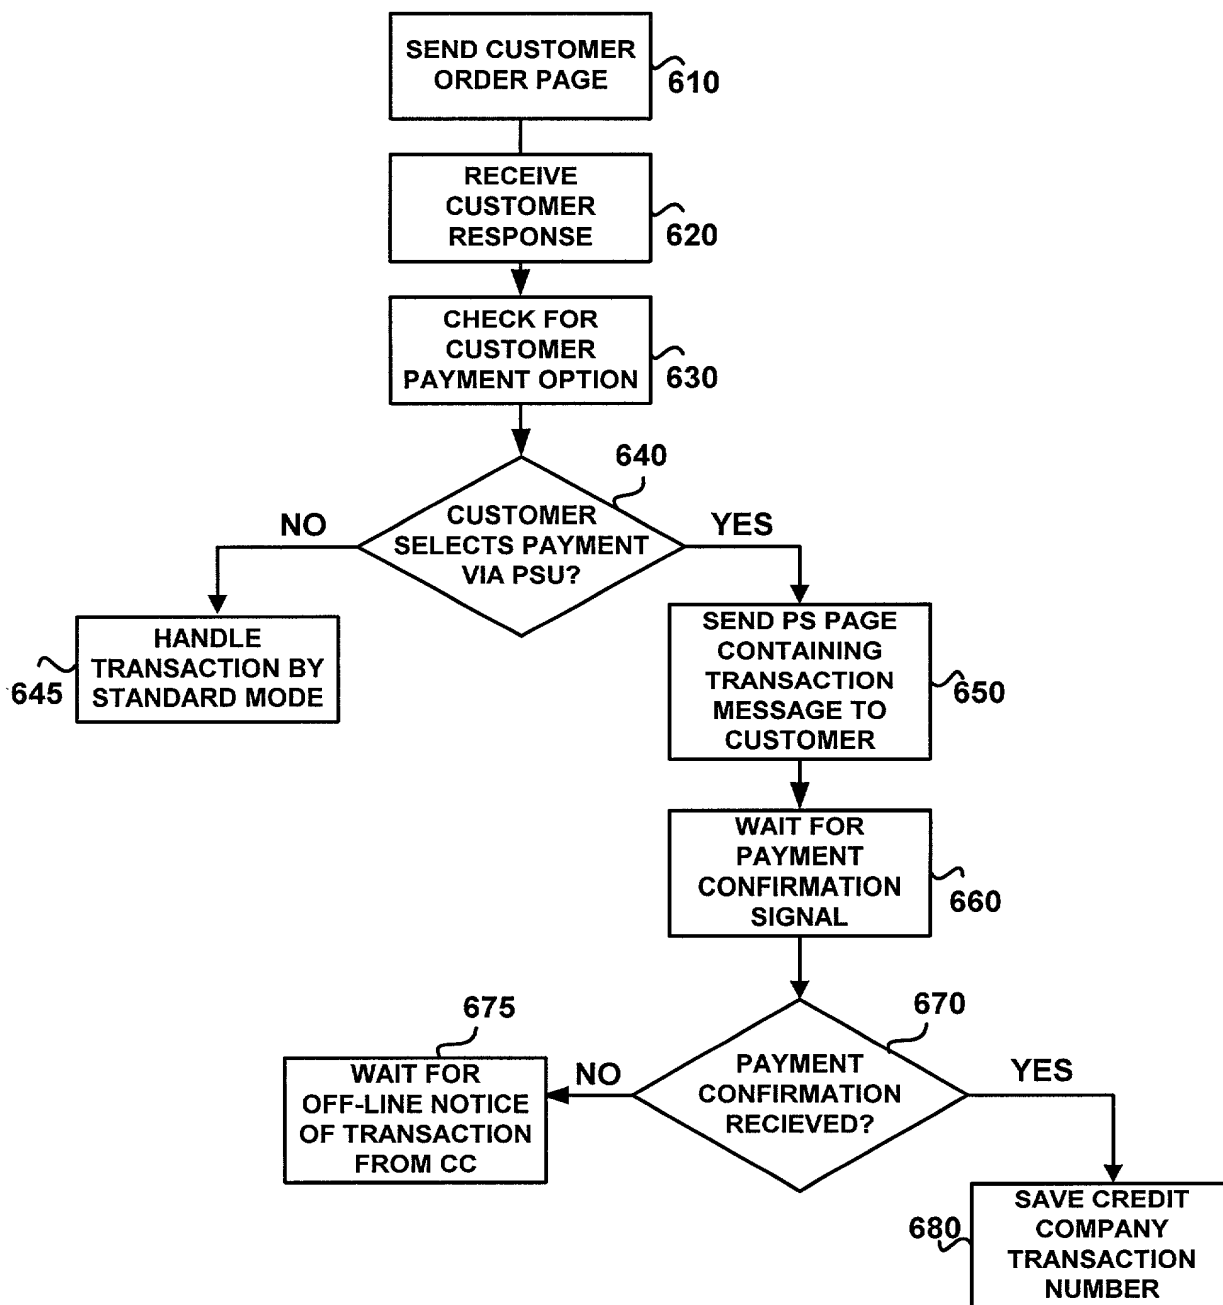 SEND CUSTOMER
ORDER PAGE
610
RECEIVE
CUSTOMER
RESPONSE
620
CHECK FOR
CUSTOMER
PAYMENT OPTION
630
640
CUSTOMER
SELECTS PAYMENT
VIA PSU?
NO
YES
HANDLE
TRANSACTION BY
STANDARD MODE
645
SEND PS PAGE
CONTAINING
TRANSACTION
MESSAGE TO
CUSTOMER
650
WAIT FOR
PAYMENT
CONFIRMATION
SIGNAL
660
670
PAYMENT
CONFIRMATION
RECIEVED?
NO
YES
675
WAIT FOR
OFF-LINE NOTICE
OF TRANSACTION
FROM CC
SAVE CREDIT
COMPANY
TRANSACTION
NUMBER
680